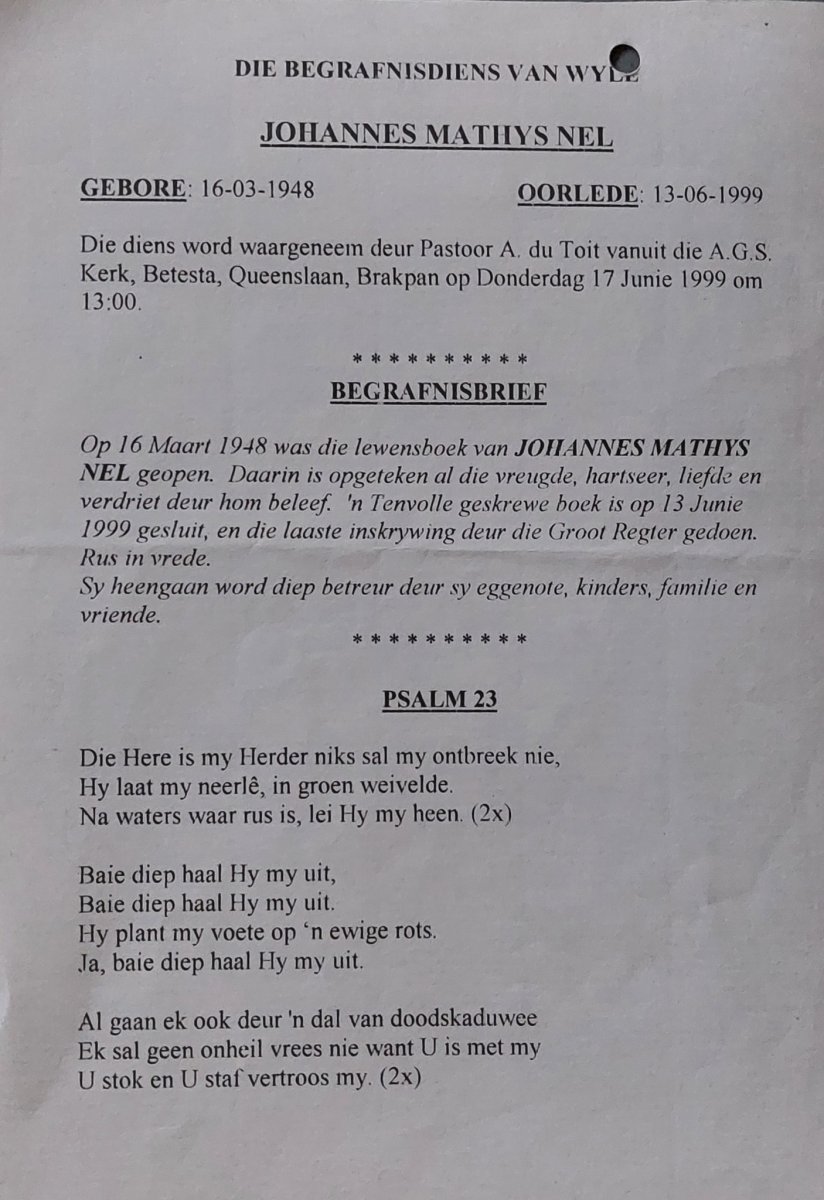 DIE BEGRAFNISDIENS VAN WYLE
JOHANNES MATHYS NEL
GEBORE: 16-03-1948 OORLEDE: 13-06-1999
Die diens word waargeneem deur Pastoor A. du Toit vanuit die A.G.S.
Kerk, Betesta, Queenslaan, Brakpan op Donderdag 17 Junie 1999 om
13:00.
* * * * * * * * * *
BEGRAFNISBRIEF
Op 16 Maart 1948 was die lewensboek van JOHANNES MATHYS
NEL geopen. Daarin is opgeteken al die vreugde, hartseer, liefde en
verdriet deur hom beleef. 'n Tenvolle geskrewe boek is op 13 Junie
1999 gesluit, en die laaste inskrywing deur die Groot Regter gedoen.
Rus in vrede.
Sy heengaan word diep betreur deur sy eggenote, kinders, familie en
vriende.
* * * * * * * * * *
PSALM 23
Die Here is my Herder niks sal my ontbreek nie,
Hy laat my neerlê, in groen weivelde.
Na waters waar rus is, lei Hy my heen. (2x)
Baie diep haal Hy my uit,
Baie diep haal Hy my uit.
Hy plant my voete op ‘n ewige rots.
Ja, baie diep haal Hy my uit.
Al gaan ek ook deur 'n dal van doodskaduwee
Ek sal geen onheil vrees nie want U is met my
U stok en U staf vertroos my. (2x)